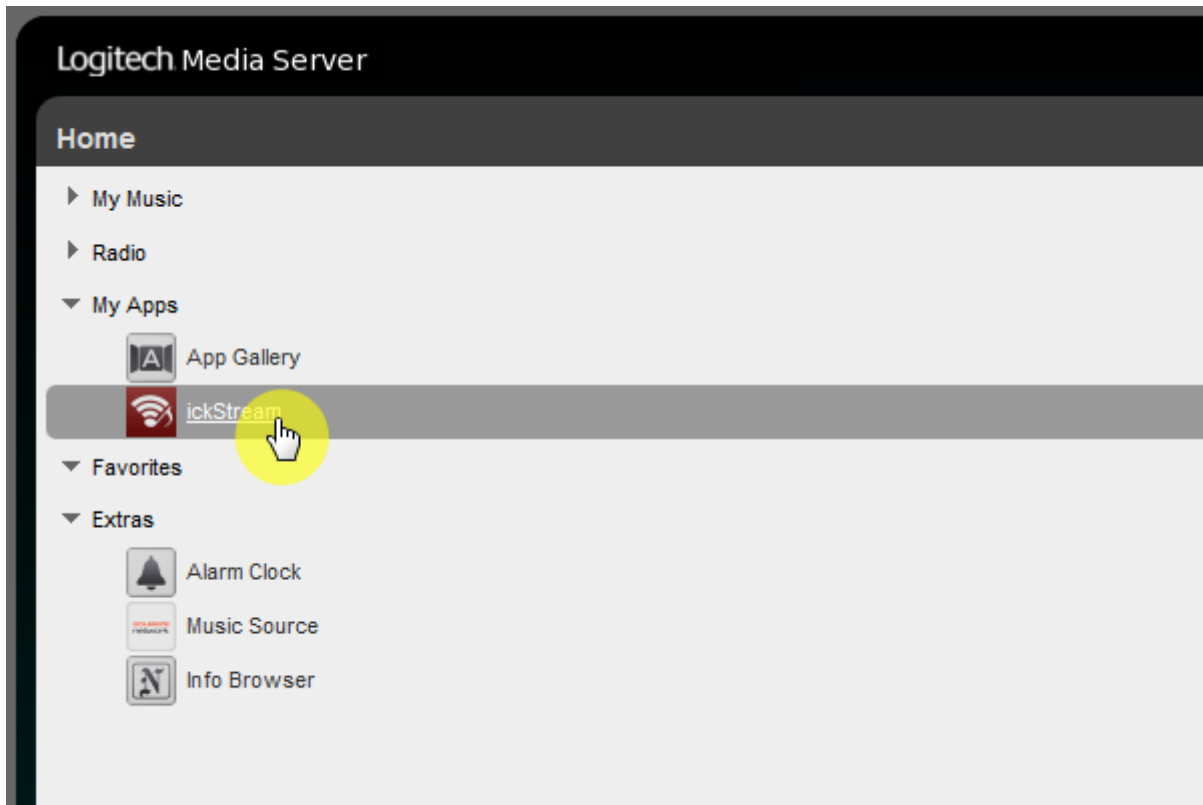 Logitech Media Server
Home
My Music
Radio
My Apps
App Gallery
ickStream
Favorites
Extras
Alarm Clock
Music Source
Info Browser